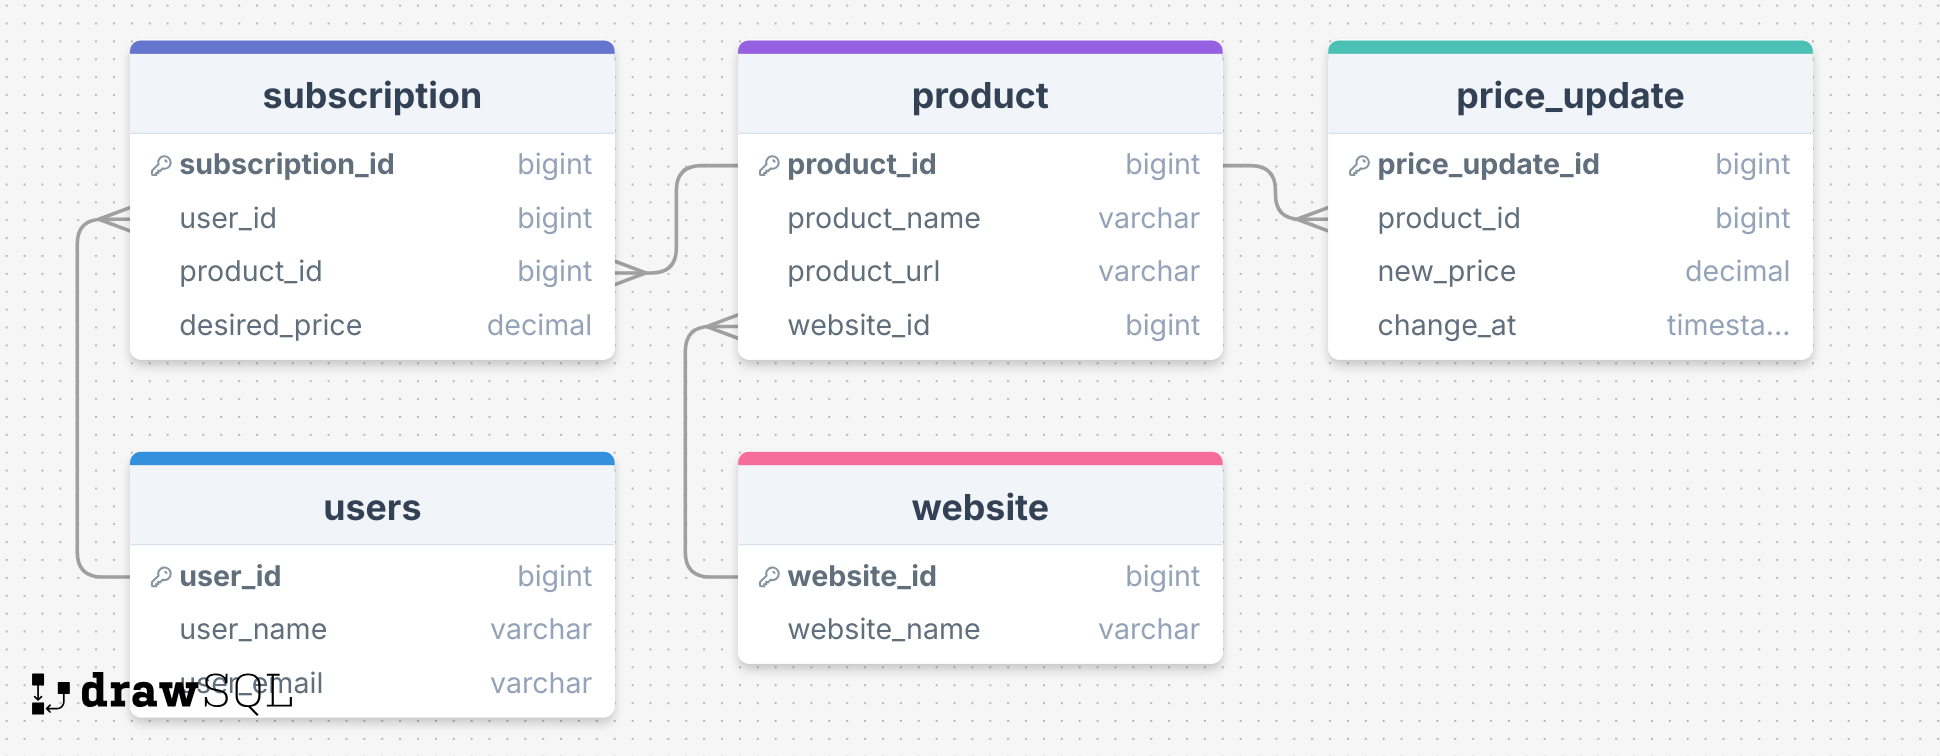 subscription
subscription_id bigint
user_id bigint
product_id bigint
desired_price decimal
product
product_id bigint
product_name varchar
product_url varchar
website_id bigint
price_update
price_update_id bigint
product_id bigint
new_price decimal
change_at timesta...
users
user_id bigint
user_name varchar
user_email varchar
website
website_id bigint
website_name varchar
drawSQL